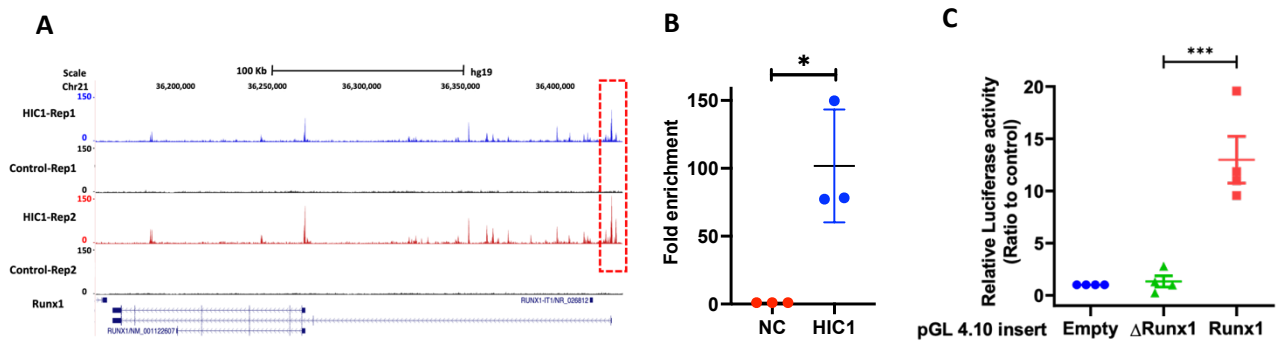 A
Scale
100 Kb
hg19
Chr21
36,200,000
36,250,000
36,300,000
36,350,000
36,400,000
150
HIC1-Rep1
0
150
Control-Rep1
0
150
HIC1-Rep2
0
150
Control-Rep2
0
Runx1
RUNX1-IT1/NR_026812
RUNX1/NM_001122607
B
*
Fold enrichment
150
100
50
0
NC
HIC1
C
***
Relative Luciferase activity
(Ratio to control)
20
15
10
5
0
pGL 4.10 insert
Empty
ΔRunx1
Runx1